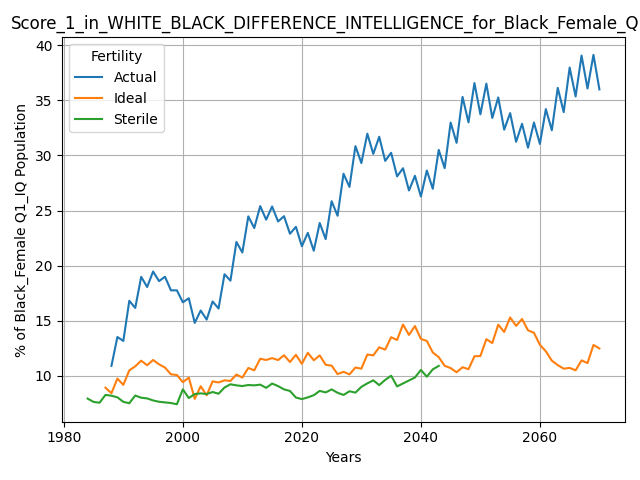 Score_1_in_WHITE_BLACK_DIFFERENCE_INTELLIGENCE_for_Black_Female_Q
Fertility
Actual
Ideal
Sterile
% of Black_Female Q1_IQ Population
40
35
30
25
20
15
10
1980 2000 2020 2040 2060
Years